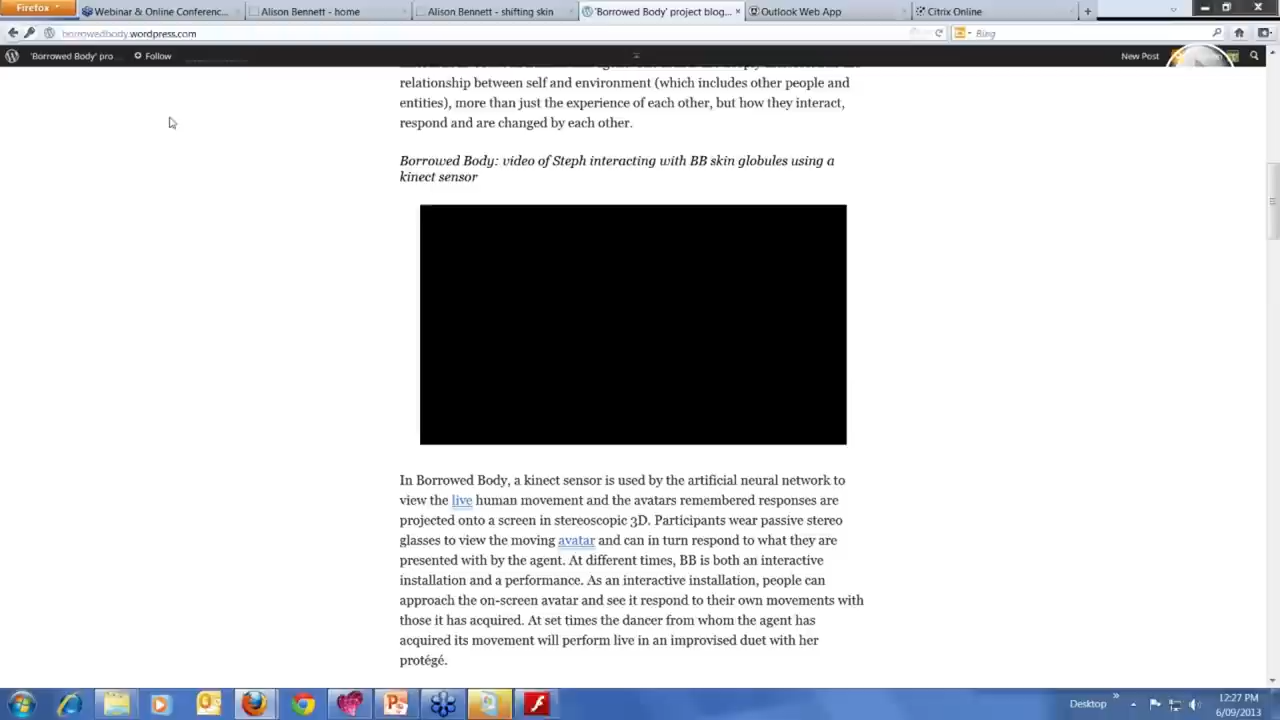 Firefox
Webinar & Online Conferenc...
Alison Bennett - home
Alison Bennett - shifting skin
'Borrowed Body' project blog...
Outlook Web App
Citrix Online
borrowedbody.wordpress.com
Bing
'Borrowed Body' pro
Follow
New Post
relationship between self and environment (which includes other people and
entities), more than just the experience of each other, but how they interact,
respond and are changed by each other.
Borrowed Body: video of Steph interacting with BB skin globules using a
kinect sensor
In Borrowed Body, a kinect sensor is used by the artificial neural network to
view the live human movement and the avatars remembered responses are
projected onto a screen in stereoscopic 3D. Participants wear passive stereo
glasses to view the moving avatar and can in turn respond to what they are
presented with by the agent. At different times, BB is both an interactive
installation and a performance. As an interactive installation, people can
approach the on-screen avatar and see it respond to their own movements with
those it has acquired. At set times the dancer from whom the agent has
acquired its movement will perform live in an improvised duet with her
protégé.
Desktop
12:27 PM
6/09/2013